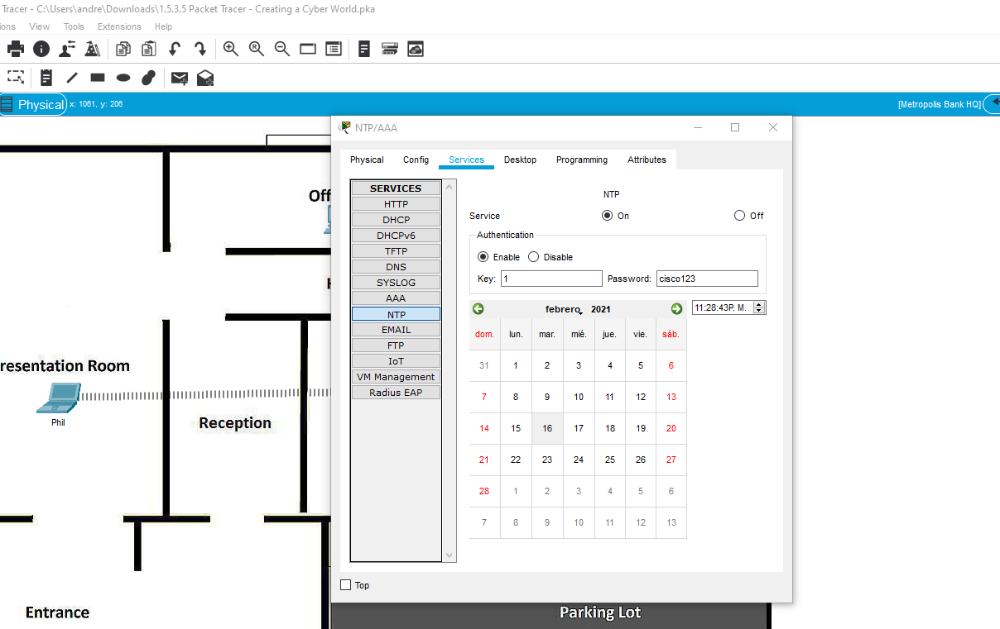 Tracer - C:\Users\andre\Downloads\1.5.3.5 Packet Tracer - Creating a Cyber World.pka
ions View Tools Extensions Help
Physical x: 1061, y: 206 [Metropolis Bank HQ]
NTP/AAA
Physical Config Services Desktop Programming Attributes
SERVICES
HTTP
DHCP
DHCPv6
TFTP
DNS
SYSLOG
AAA
NTP
EMAIL
FTP
IoT
VM Management
Radius EAP
NTP
Service On Off
Authentication
Enable Disable
Key: 1 Password: cisco123
febrero, 2021 11:28:43P. M.
dom. lun. mar. mié. jue. vie. sáb.
31 1 2 3 4 5 6
7 8 9 10 11 12 13
14 15 16 17 18 19 20
21 22 23 24 25 26 27
28 1 2 3 4 5 6
7 8 9 10 11 12 13
Top
Off
H
resentation Room
Phil
Reception
Entrance
Parking Lot